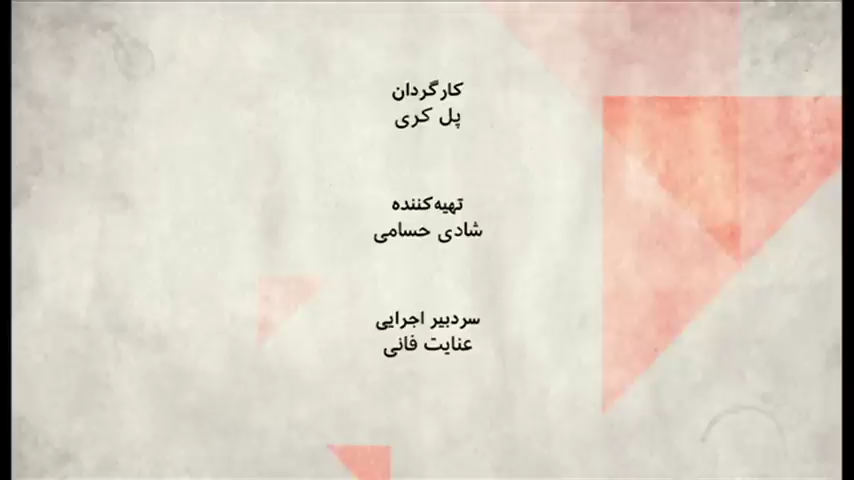 کارگردان
پل کری
تهیه‌کننده
شادی حسامی
سردبیر اجرایی
عنایت فانی